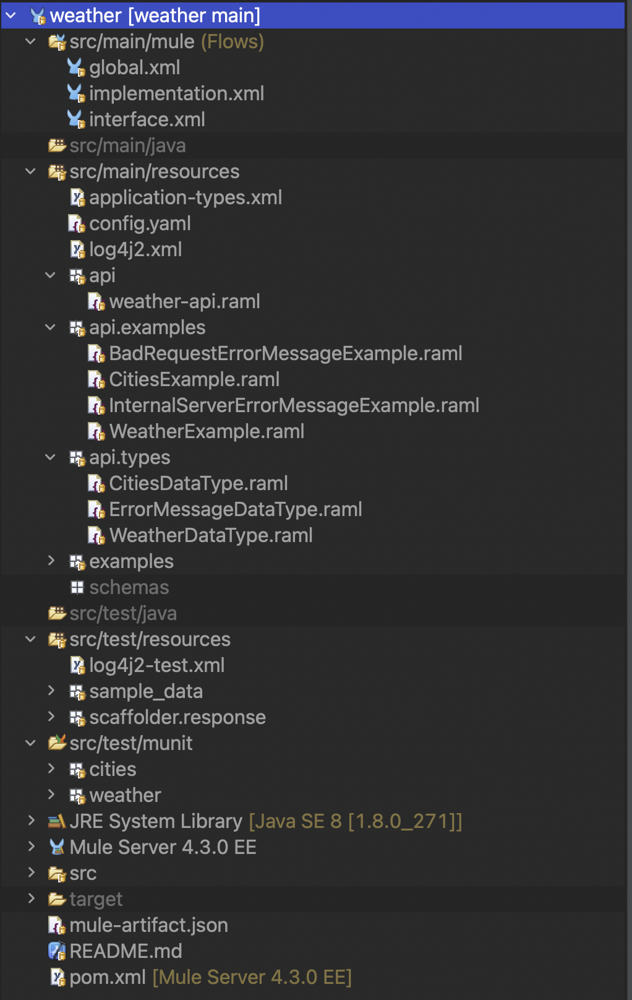 weather [weather main]
src/main/mule (Flows)
global.xml
implementation.xml
interface.xml
src/main/java
src/main/resources
application-types.xml
config.yaml
log4j2.xml
api
weather-api.raml
api.examples
BadRequestErrorMessageExample.raml
CitiesExample.raml
InternalServerErrorMessageExample.raml
WeatherExample.raml
api.types
CitiesDataType.raml
ErrorMessageDataType.raml
WeatherDataType.raml
examples
schemas
src/test/java
src/test/resources
log4j2-test.xml
sample_data
scaffolder.response
src/test/munit
cities
weather
JRE System Library [Java SE 8 [1.8.0_271]]
Mule Server 4.3.0 EE
src
target
mule-artifact.json
README.md
pom.xml [Mule Server 4.3.0 EE]